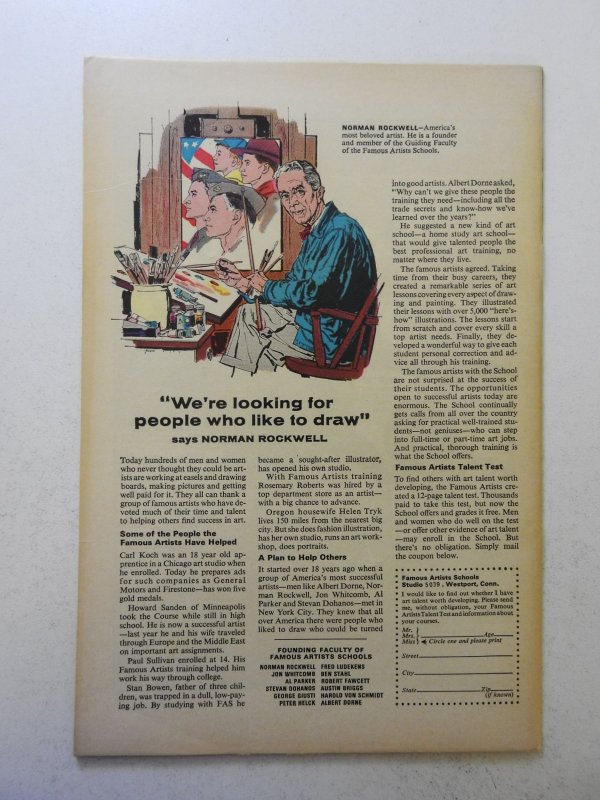 NORMAN ROCKWELL—America's
most beloved artist. He is a founder
and member of the Guiding Faculty
of the Famous Artists Schools.
"We're looking for
people who like to draw"
says NORMAN ROCKWELL
Today hundreds of men and women
who never thought they could be art-
ists are working at easels and drawing
boards, making pictures and getting
well paid for it. They all can thank a
group of famous artists who have de-
voted much of their time and talent
to helping others find success in art.
Some of the People the
Famous Artists Have Helped
Carl Koch was an 18 year old ap-
prentice in a Chicago art studio when
he enrolled. Today he prepares ads
for such companies as General
Motors and Firestone—has won five
gold medals.
Howard Sanden of Minneapolis
took the Course while still in high
school. He is now a successful artist
—last year he and his wife traveled
through Europe and the Middle East
on important art assignments.
Paul Sullivan enrolled at 14. His
Famous Artists training helped him
work his way through college.
Stan Bowen, father of three chil-
dren, was trapped in a dull, low-pay-
ing job. By studying with FAS he
became a sought-after illustrator,
has opened his own studio.
With Famous Artists training
Rosemary Roberts was hired by a
top department store as an artist—
with a big chance to advance.
Oregon housewife Helen Tryk
lives 150 miles from the nearest big
city. But she does fashion illustration,
has her own studio, runs an art work-
shop, does portraits.
A Plan to Help Others
It started over 18 years ago when a
group of America's most successful
artists—men like Albert Dorne, Nor-
man Rockwell, Jon Whitcomb, Al
Parker and Stevan Dohanos—met in
New York City. They knew that all
over America there were people who
liked to draw who could be turned
FOUNDING FACULTY OF
FAMOUS ARTISTS SCHOOLS
NORMAN ROCKWELL FRED LUDEKENS
JON WHITCOMB BEN STAHL
AL PARKER ROBERT FAWCETT
STEVAN DOHANOS AUSTIN BRIGGS
GEORGE GIUSTI HAROLD VON SCHMIDT
PETER HELCK ALBERT DORNE
into good artists. Albert Dorne asked,
"Why can't we give these people the
training they need—including all the
trade secrets and know-how we've
learned over the years?"
He suggested a new kind of art
school—a home study art school—
that would give talented people the
best professional art training, no
matter where they live.
The famous artists agreed. Taking
time from their busy careers, they
created a remarkable series of art
lessons covering every aspect of draw-
ing and painting. They illustrated
their lessons with over 5,000 "here's-
how" illustrations. The lessons start
from scratch and cover every skill a
top artist needs. Finally, they de-
veloped a wonderful way to give each
student personal correction and ad-
vice all through his training.
The famous artists with the School
are not surprised at the success of
their students. The opportunities
open to successful artists today are
enormous. The School continually
gets calls from all over the country
asking for practical well-trained stu-
dents—not geniuses—who can step
into full-time or part-time art jobs.
And practical, thorough training is
what the School offers.
Famous Artists Talent Test
To find others with art talent worth
developing, the Famous Artists cre-
ated a 12-page talent test. Thousands
paid to take this test, but now the
School offers and grades it free. Men
and women who do well on the test
—or offer other evidence of art talent
—may enroll in the School. But
there's no obligation. Simply mail
the coupon below.
Famous Artists Schools
Studio 5039, Westport, Conn.
I would like to find out whether I have
art talent worth developing. Please send
me, without obligation, your Famous
Artists Talent Test and information about
your courses.
Mr.
Mrs. Age
Miss Circle one and please print
Street
City
State Zip
(if known)